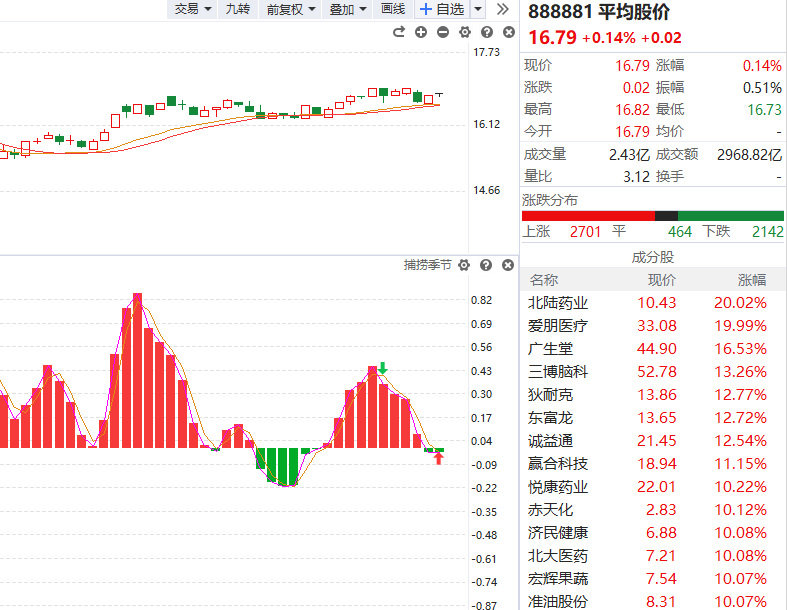 交易 九转 前复权 叠加 画线 自选
17.73
16.12
14.66
捕捞季节
0.82
0.69
0.56
0.43
0.30
0.17
0.04
-0.09
-0.22
-0.35
-0.48
-0.61
-0.74
-0.87
888881 平均股价
16.79 +0.14% +0.02
现价 16.79 涨幅 0.14%
涨跌 0.02 振幅 0.51%
最高 16.82 最低 16.73
今开 16.79 均价 -
成交量 2.43亿 成交额 2968.82亿
量比 3.12 换手 -
涨跌分布
上涨 2701 平 464 下跌 2142
成分股
名称 现价 涨幅
北陆药业 10.43 20.02%
爱朋医疗 33.08 19.99%
广生堂 44.90 16.53%
三博脑科 52.78 13.26%
狄耐克 13.86 12.77%
东富龙 13.65 12.72%
诚益通 21.45 12.54%
赢合科技 18.94 11.15%
悦康药业 22.01 10.22%
赤天化 2.83 10.12%
济民健康 6.88 10.08%
北大医药 7.21 10.08%
宏辉果蔬 7.54 10.07%
准油股份 8.31 10.07%